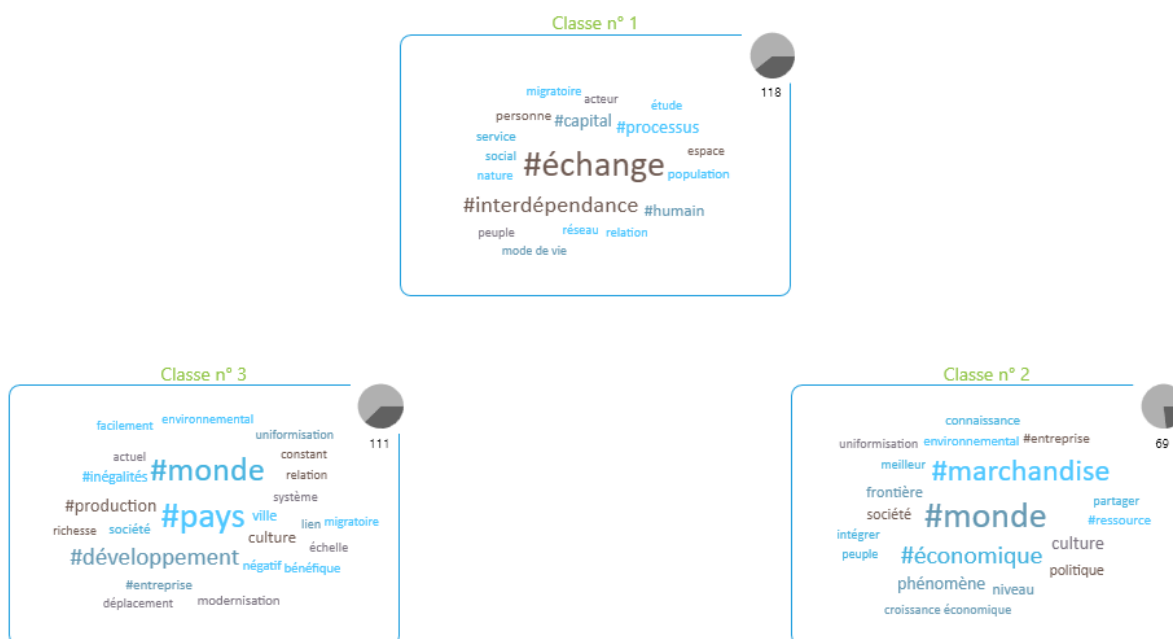 Classe n° 1
118
migratoire
acteur
étude
personne #capital #processus
service
espace
social #échange
nature
population
#interdépendance #humain
peuple
réseau relation
mode de vie
Classe n° 3
111
facilement environnemental
uniformisation
actuel
constant
#inégalités #monde relation
système
#production #pays ville
lien migratoire
richesse société
culture
échelle
#développement négatif bénéfique
#entreprise
déplacement modernisation
Classe n° 2
69
connaissance
uniformisation environnemental #entreprise
meilleur #marchandise
frontière
partager
société #monde #ressource
intégrer
culture
peuple #économique
politique
phénomène niveau
croissance économique